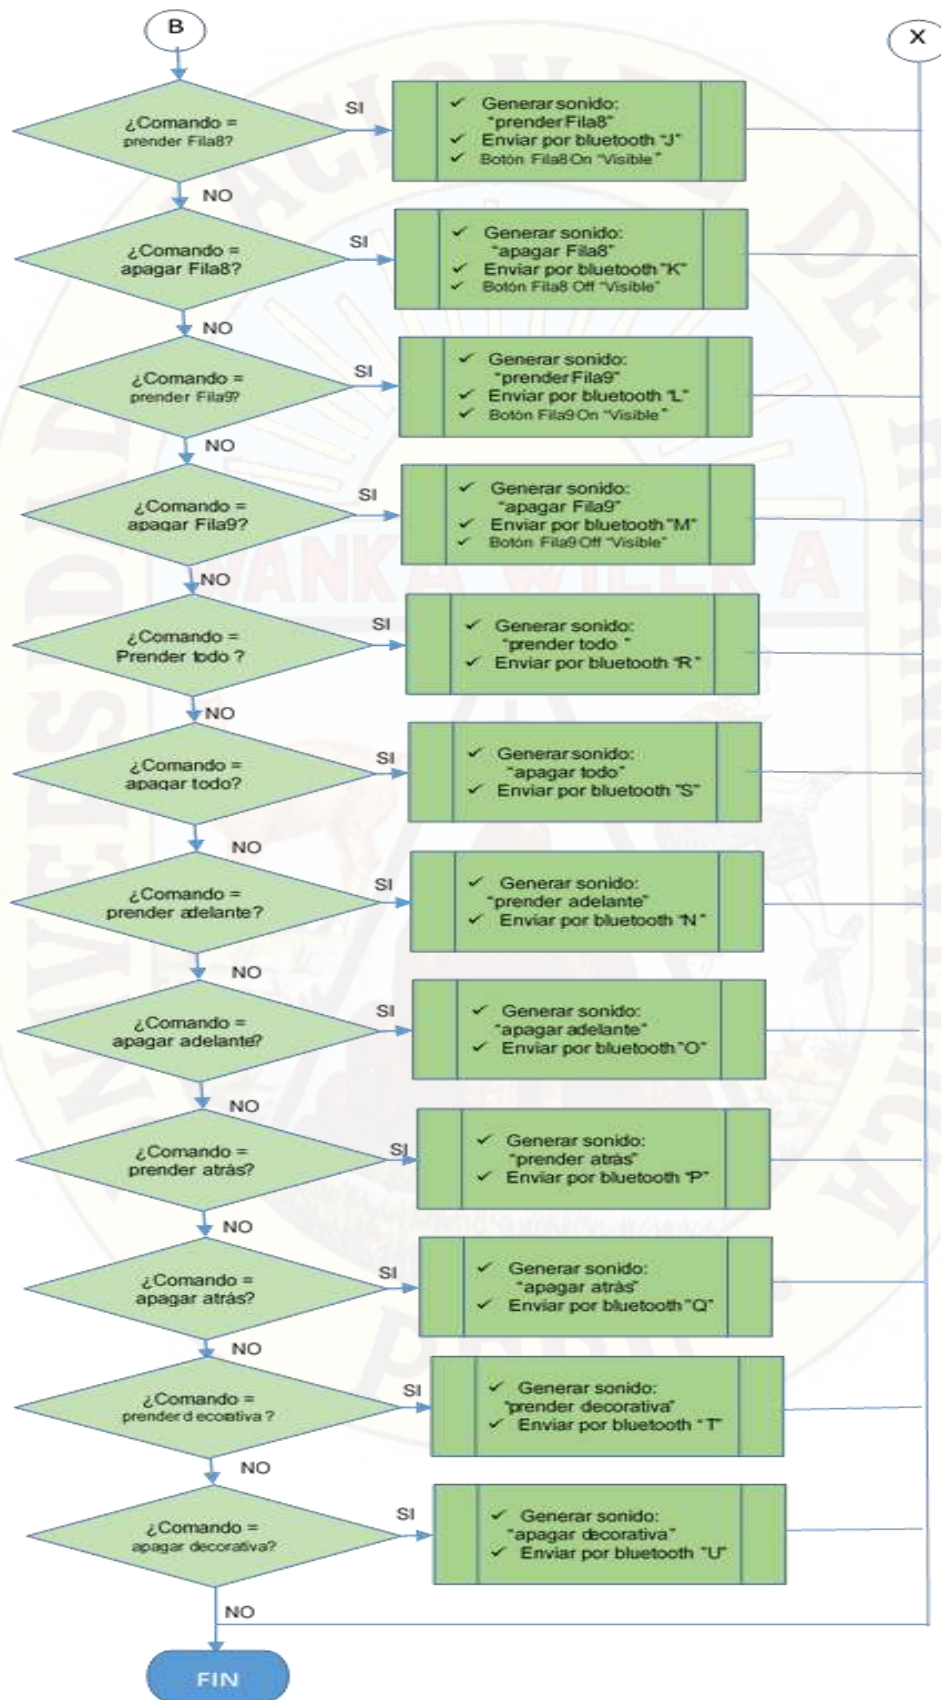 B
X
¿Comando =
prender Fila8?
SI
✓ Generar sonido:
"prender Fila8"
✓ Enviar por bluetooth "J"
✓ Botón Fila8 On "Visible"
NO
¿Comando =
apagar Fila8?
SI
✓ Generar sonido:
"apagar Fila8"
✓ Enviar por bluetooth "K"
✓ Botón Fila8 Off "Visible"
NO
¿Comando =
prender Fila9?
SI
✓ Generar sonido:
"prender Fila9"
✓ Enviar por bluetooth "L"
✓ Botón Fila9 On "Visible"
NO
¿Comando =
apagar Fila9?
SI
✓ Generar sonido:
"apagar Fila9"
✓ Enviar por bluetooth "M"
✓ Botón Fila9 Off "Visible"
NO
¿Comando =
Prender todo ?
SI
✓ Generar sonido:
"prender todo "
✓ Enviar por bluetooth "R"
NO
¿Comando =
apagar todo?
SI
✓ Generar sonido:
"apagar todo"
✓ Enviar por bluetooth "S"
NO
¿Comando =
prender adelante?
SI
✓ Generar sonido:
"prender adelante"
✓ Enviar por bluetooth "N"
NO
¿Comando =
apagar adelante?
SI
✓ Generar sonido:
"apagar adelante"
✓ Enviar por bluetooth "O"
NO
¿Comando =
prender atrás?
SI
✓ Generar sonido:
"prender atrás"
✓ Enviar por bluetooth "P"
NO
¿Comando =
apagar atrás?
SI
✓ Generar sonido:
"apagar atrás"
✓ Enviar por bluetooth "Q"
NO
¿Comando =
prender decorativa ?
SI
✓ Generar sonido:
"prender decorativa"
✓ Enviar por bluetooth "T"
NO
¿Comando =
apagar decorativa?
SI
✓ Generar sonido:
"apagar decorativa"
✓ Enviar por bluetooth "U"
NO
FIN
WANKA WILLKA